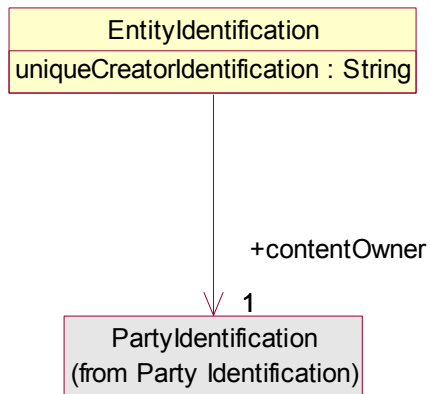 EntityIdentification
uniqueCreatorIdentification : String
+contentOwner
1
PartyIdentification
(from Party Identification)